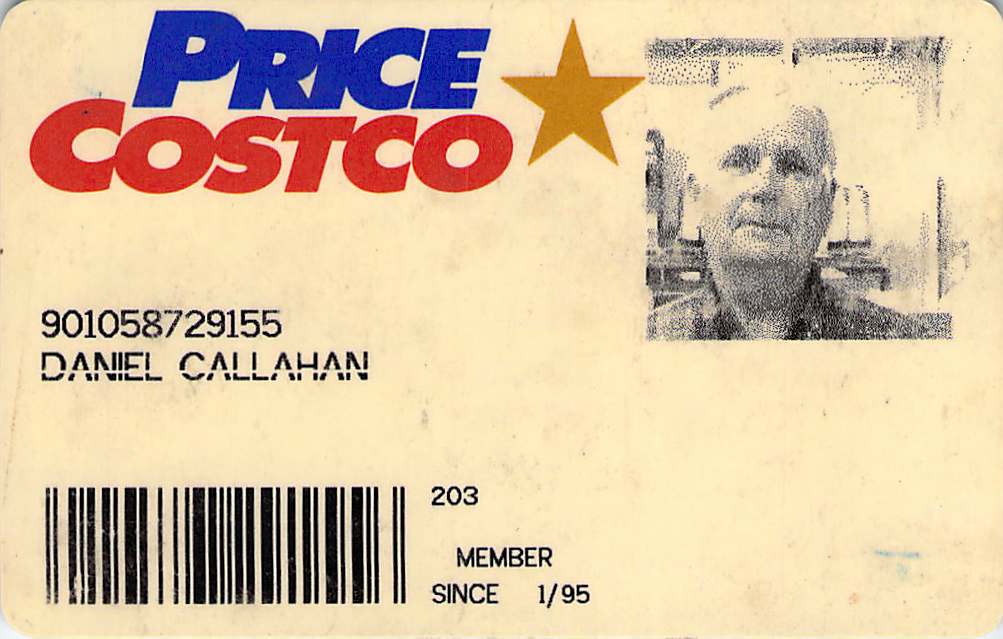 PRICE
COSTCO
901058729155
DANIEL CALLAHAN
203
MEMBER
SINCE 1/95